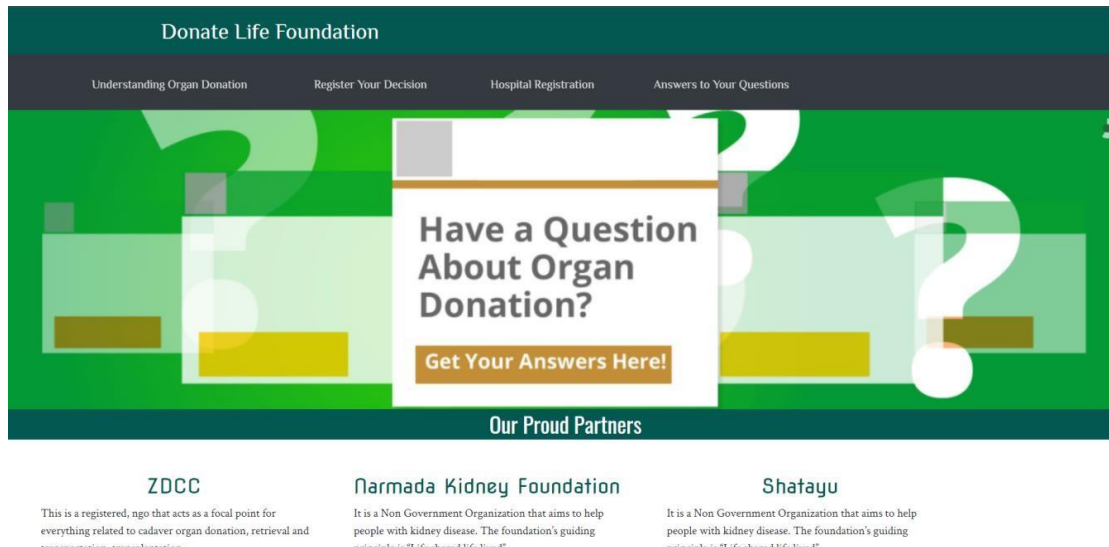 Donate Life Foundation
Understanding Organ Donation Register Your Decision Hospital Registration Answers to Your Questions
Have a Question
About Organ
Donation?
Get Your Answers Here!
Our Proud Partners
ZDCC
This is a registered, ngo that acts as a focal point for
everything related to cadaver organ donation, retrieval and
Narmada Kidney Foundation
It is a Non Government Organization that aims to help
people with kidney disease. The foundation's guiding
Shatayu
It is a Non Government Organization that aims to help
people with kidney disease. The foundation's guiding